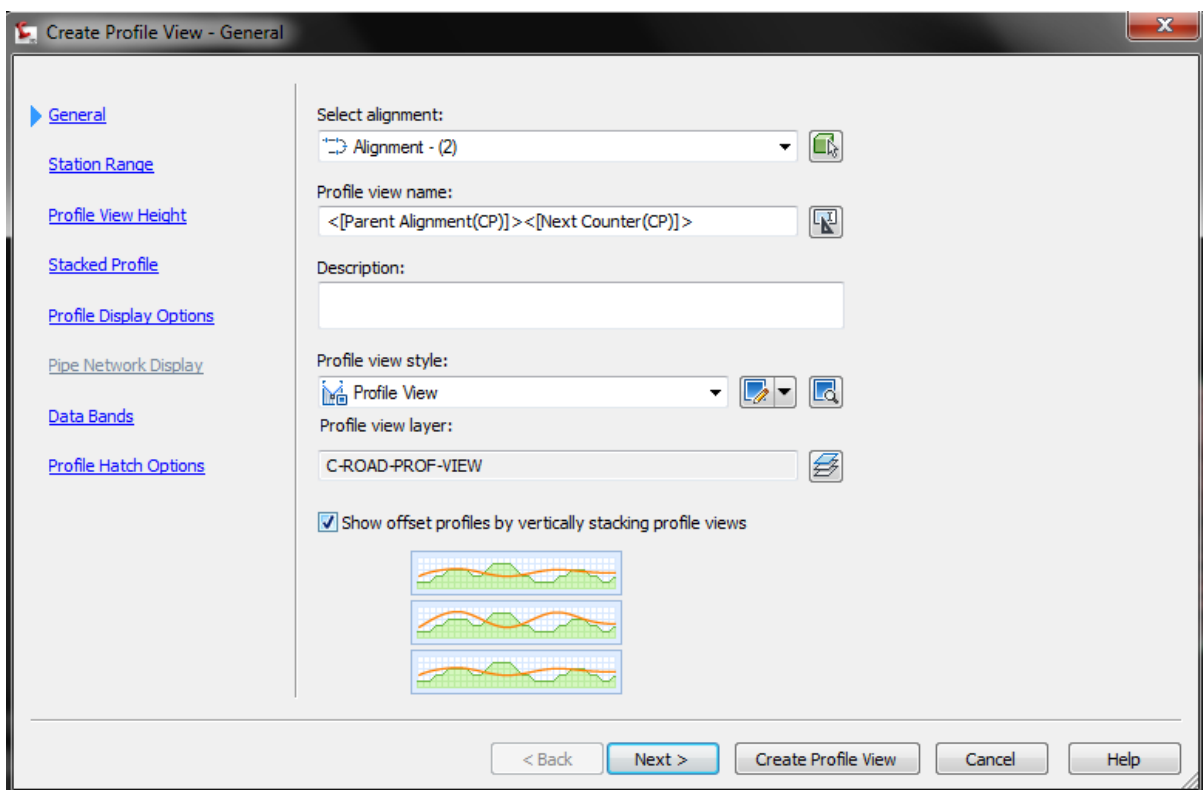 Create Profile View - General
General
Station Range
Profile View Height
Stacked Profile
Profile Display Options
Pipe Network Display
Data Bands
Profile Hatch Options
Select alignment:
Alignment - (2)
Profile view name:
<[Parent Alignment(CP)]><[Next Counter(CP)]>
Description:
Profile view style:
Profile View
Profile view layer:
C-ROAD-PROF-VIEW
Show offset profiles by vertically stacking profile views
< Back
Next >
Create Profile View
Cancel
Help